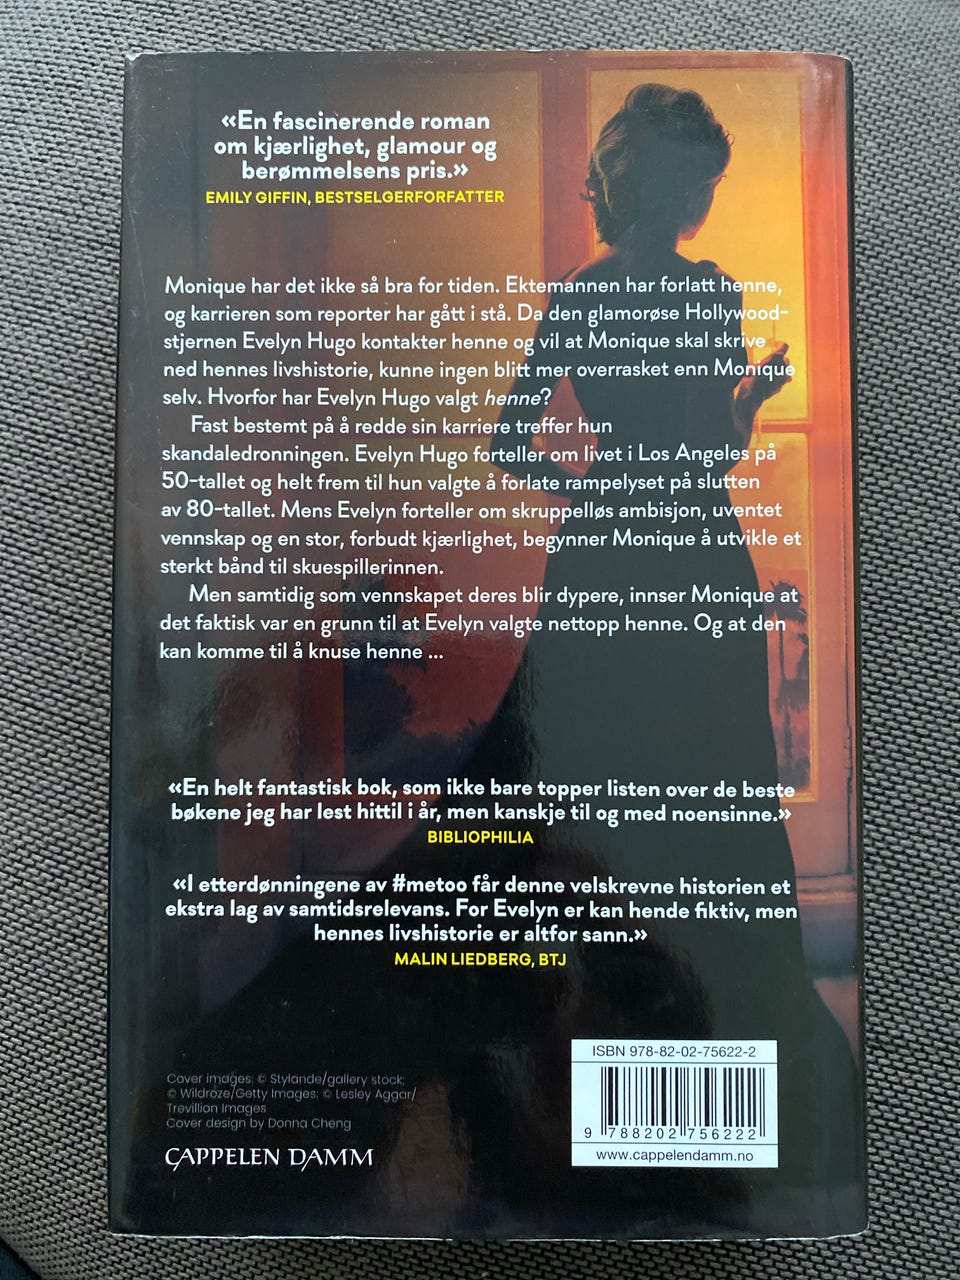 «En fascinerende roman
om kjærlighet, glamour og
berømmelsens pris.»
EMILY GIFFIN, BESTSELGERFORFATTER
Monique har det ikke så bra for tiden. Ektemannen har forlatt henne,
og karrieren som reporter har gått i stå. Da den glamorøse Hollywood-
stjernen Evelyn Hugo kontakter henne og vil at Monique skal skrive
ned hennes livshistorie, kunne ingen blitt mer overrasket enn Monique
selv. Hvorfor har Evelyn Hugo valgt henne?
Fast bestemt på å redde sin karriere treffer hun
skandaledronningen. Evelyn Hugo forteller om livet i Los Angeles på
50-tallet og helt frem til hun valgte å forlate rampelyset på slutten
av 80-tallet. Mens Evelyn forteller om skruppelløs ambisjon, uventet
vennskap og en stor, forbudt kjærlighet, begynner Monique å utvikle et
sterkt bånd til skuespillerinnen.
Men samtidig som vennskapet deres blir dypere, innser Monique at
det faktisk var en grunn til at Evelyn valgte nettopp henne. Og at den
kan komme til å knuse henne ...
«En helt fantastisk bok, som ikke bare topper listen over de beste
bøkene jeg har lest hittil i år, men kanskje til og med noensinne.»
BIBLIOPHILIA
«I etterdønningene av #metoo får denne velskrevne historien et
ekstra lag av samtidsrelevans. For Evelyn er kan hende fiktiv, men
hennes livshistorie er altfor sann.»
MALIN LIEDBERG, BTJ
ISBN 978-82-02-75622-2
9 788202 756222
www.cappelendamm.no
Cover images: © Stylande/gallery stock;
© Wildroze/Getty Images; © Lesley Aggar/
Trevillion Images
Cover design by Donna Cheng
CAPPELEN DAMM